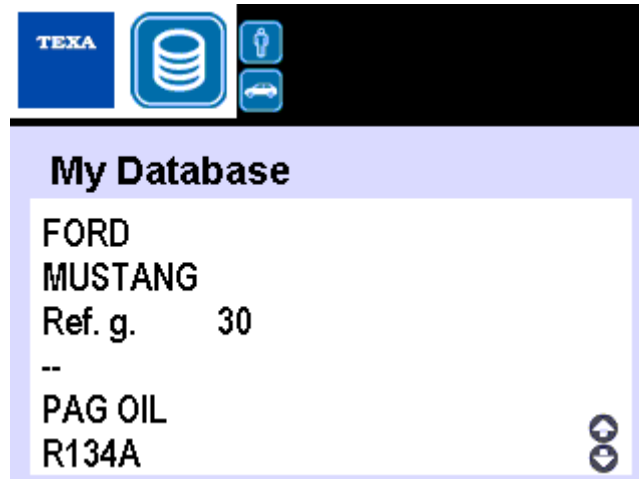 TEXA
My Database
FORD
MUSTANG
Ref. g. 30
--
PAG OIL
R134A